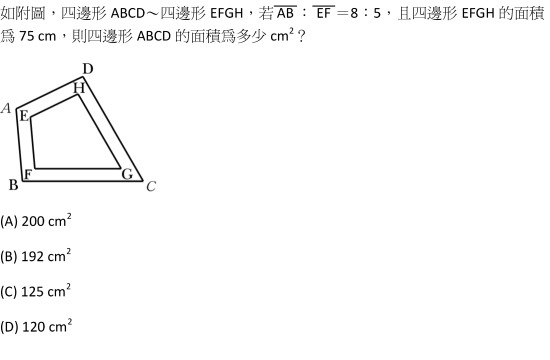 如附圖，四邊形 ABCD～四邊形 EFGH，若 AB ： EF ＝8：5，且四邊形 EFGH 的面積
為 75 cm，則四邊形 ABCD 的面積為多少 cm²？
D
H
A
E
F
G
B
C
(A) 200 cm²
(B) 192 cm²
(C) 125 cm²
(D) 120 cm²